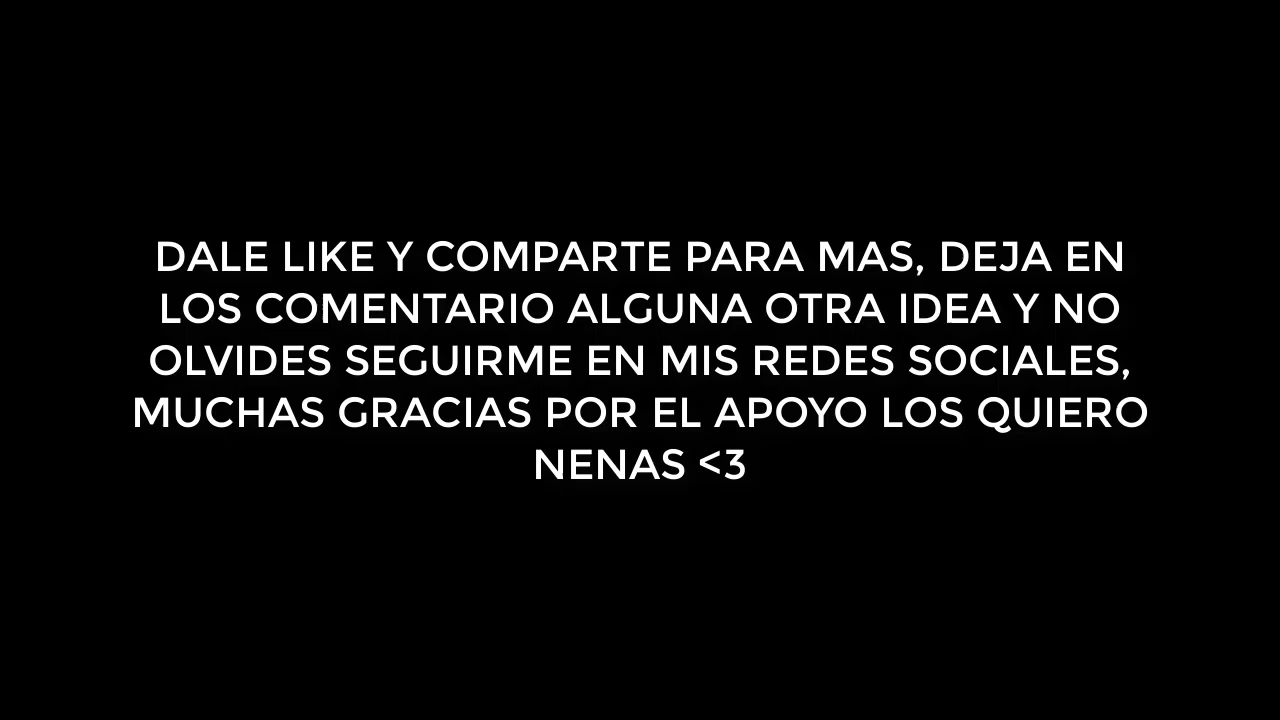 DALE LIKE Y COMPARTE PARA MAS, DEJA EN
LOS COMENTARIO ALGUNA OTRA IDEA Y NO
OLVIDES SEGUIRME EN MIS REDES SOCIALES,
MUCHAS GRACIAS POR EL APOYO LOS QUIERO
NENAS <3